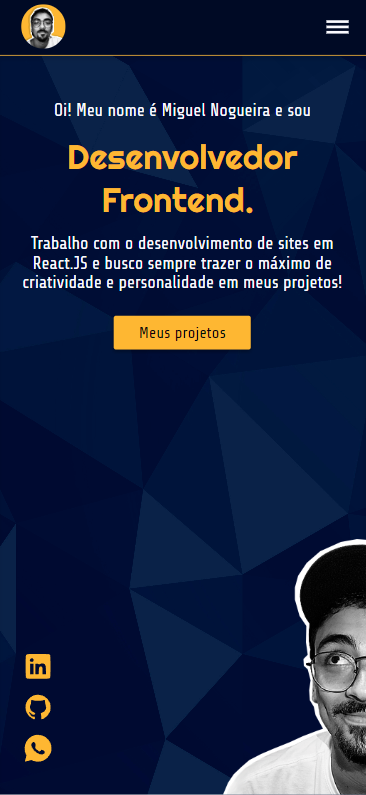 Oi! Meu nome é Miguel Nogueira e sou
Desenvolvedor
Frontend.
Trabalho com o desenvolvimento de sites em
React.JS e busco sempre trazer o máximo de
criatividade e personalidade em meus projetos!
Meus projetos
in